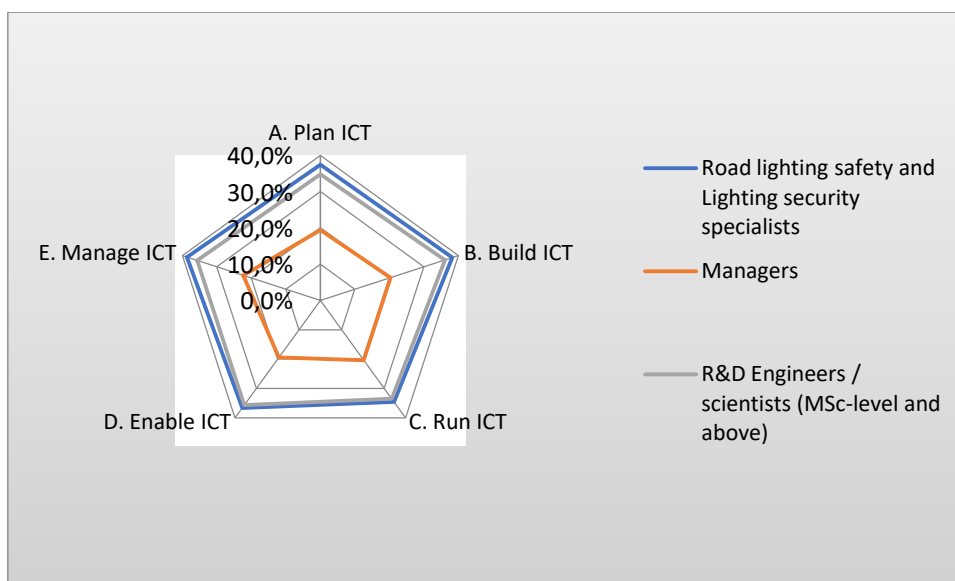 A. Plan ICT
40,0%
30,0%
20,0%
10,0%
0,0%
E. Manage ICT
B. Build ICT
D. Enable ICT
C. Run ICT
Road lighting safety and
Lighting security
specialists
Managers
R&D Engineers /
scientists (MSc-level and
above)